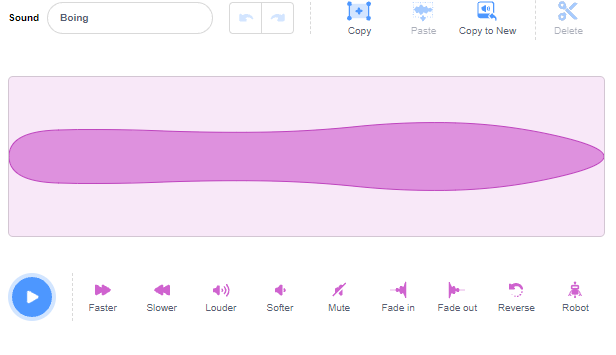 Sound Boing
Copy Paste Copy to New Delete
Faster Slower Louder Softer Mute Fade in Fade out Reverse Robot